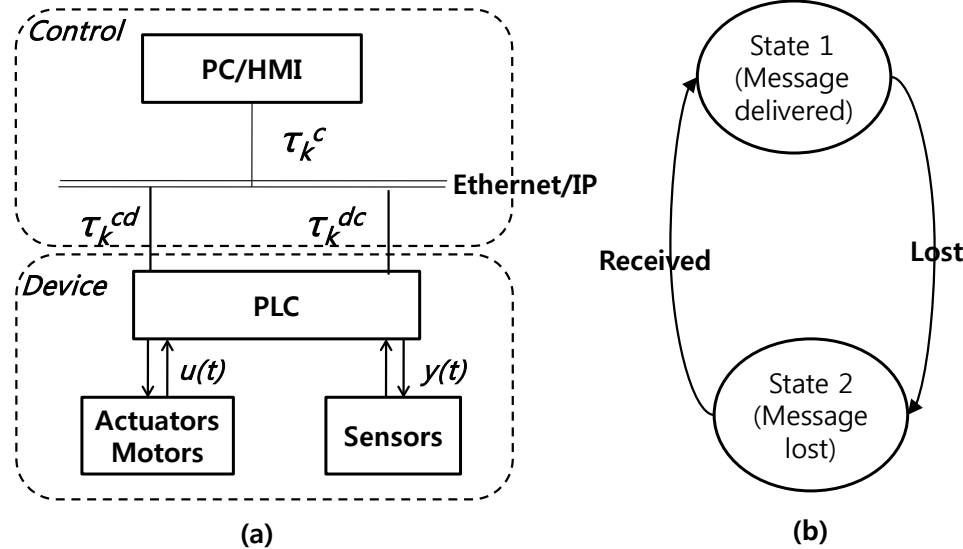 Control
PC/HMI
τₖᶜ
Ethernet/IP
τₖᶜᵈ
τₖᵈᶜ
Device
PLC
u(t)
y(t)
Actuators
Motors
Sensors
(a)
State 1
(Message
delivered)
Received
Lost
State 2
(Message
lost)
(b)